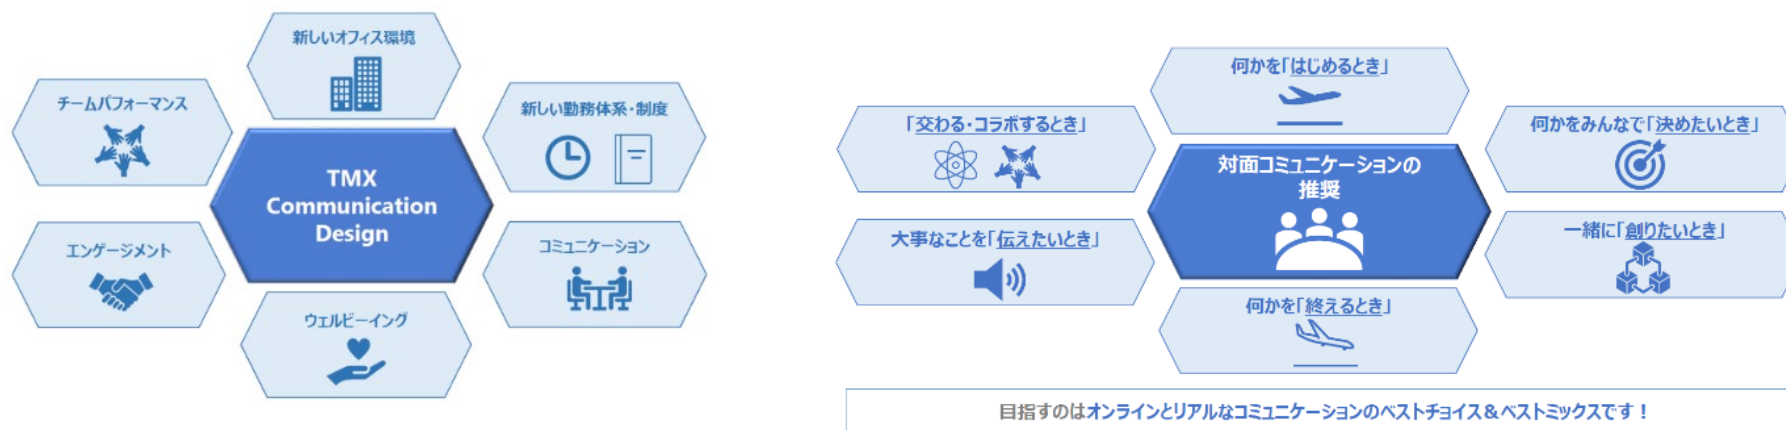 新しいオフィス環境
チームパフォーマンス
新しい勤務体系・制度
TMX
Communication
Design
エンゲージメント
コミュニケーション
ウェルビーイング
何かを「はじめるとき」
「交わる・コラボするとき」
何かをみんなで「決めたいとき」
対面コミュニケーションの
推奨
大事なことを「伝えたいとき」
一緒に「創りたいとき」
何かを「終えるとき」
目指すのはオンラインとリアルなコミュニケーションのベストチョイス＆ベストミックスです！